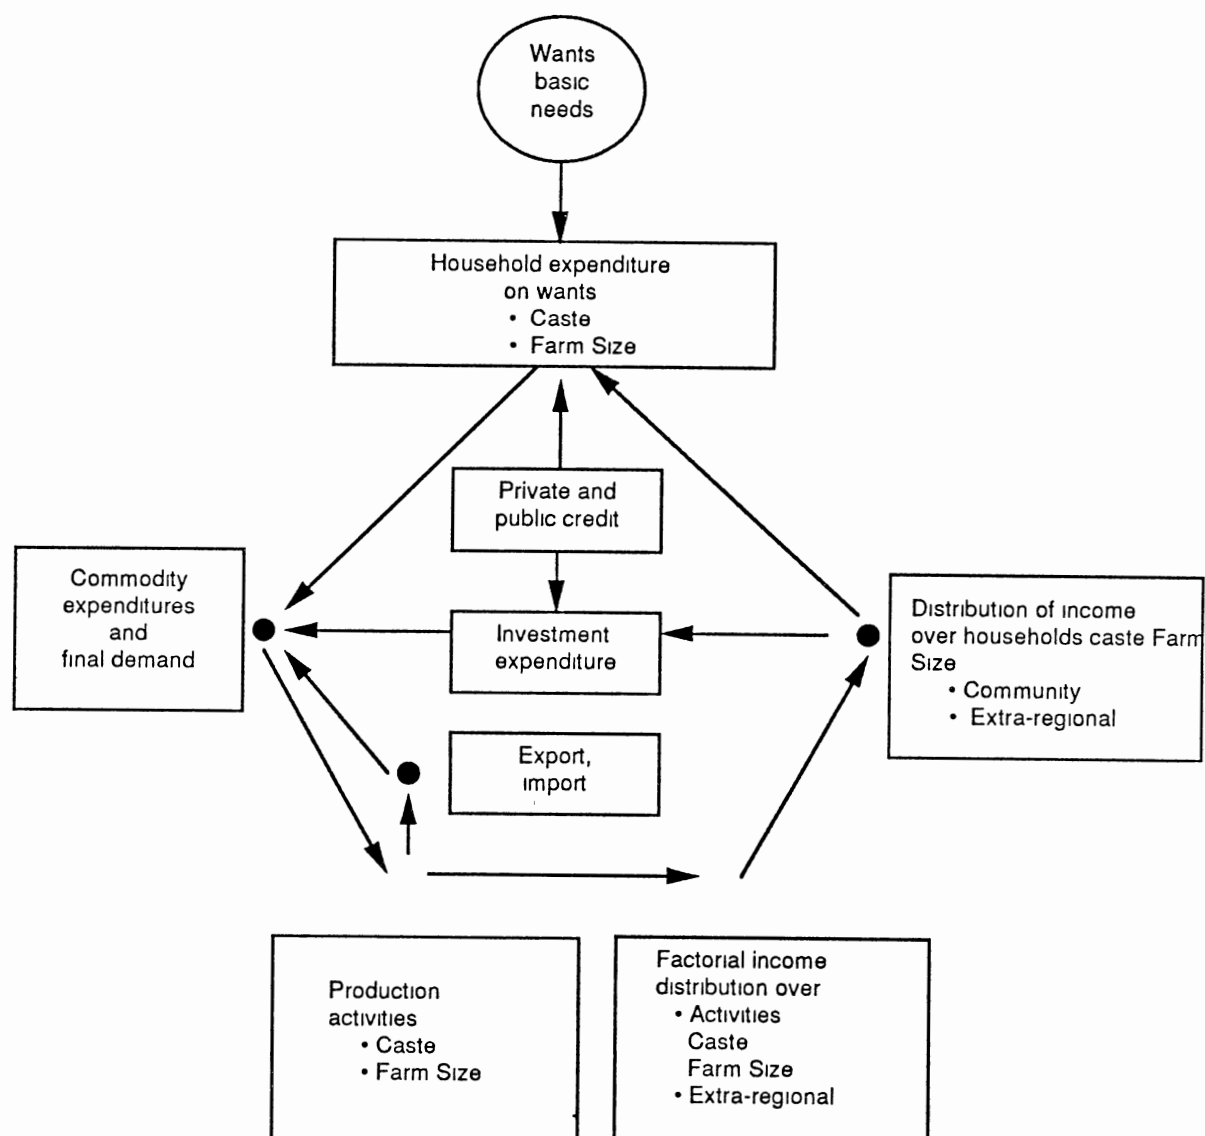 Wants
basic
needs
Household expenditure
on wants
• Caste
• Farm Size
Private and
public credit
Commodity
expenditures
and
final demand
Investment
expenditure
Distribution of income
over households caste Farm
Size
• Community
• Extra-regional
Export,
import
Production
activities
• Caste
• Farm Size
Factorial income
distribution over
• Activities
Caste
Farm Size
• Extra-regional